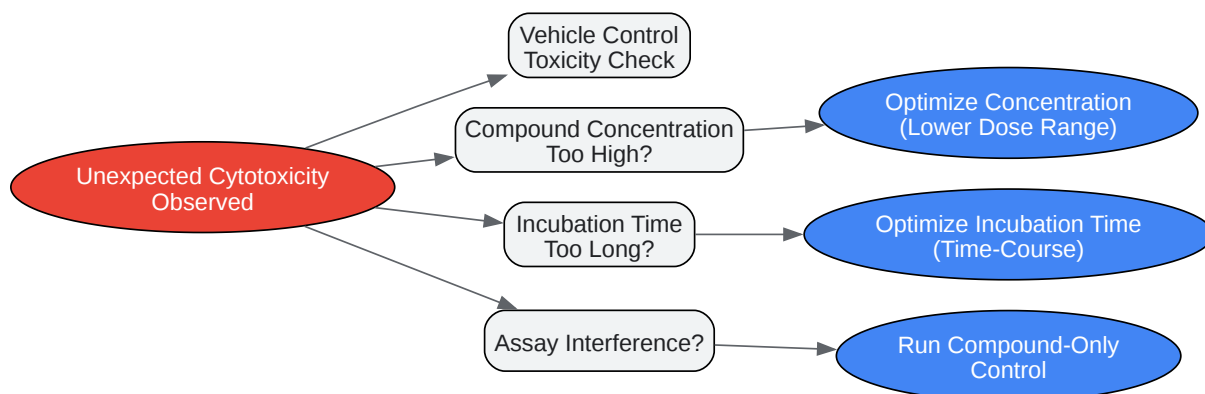 Unexpected Cytotoxicity
Observed
Vehicle Control
Toxicity Check
Compound Concentration
Too High?
Optimize Concentration
(Lower Dose Range)
Incubation Time
Too Long?
Optimize Incubation Time
(Time-Course)
Assay Interference?
Run Compound-Only
Control